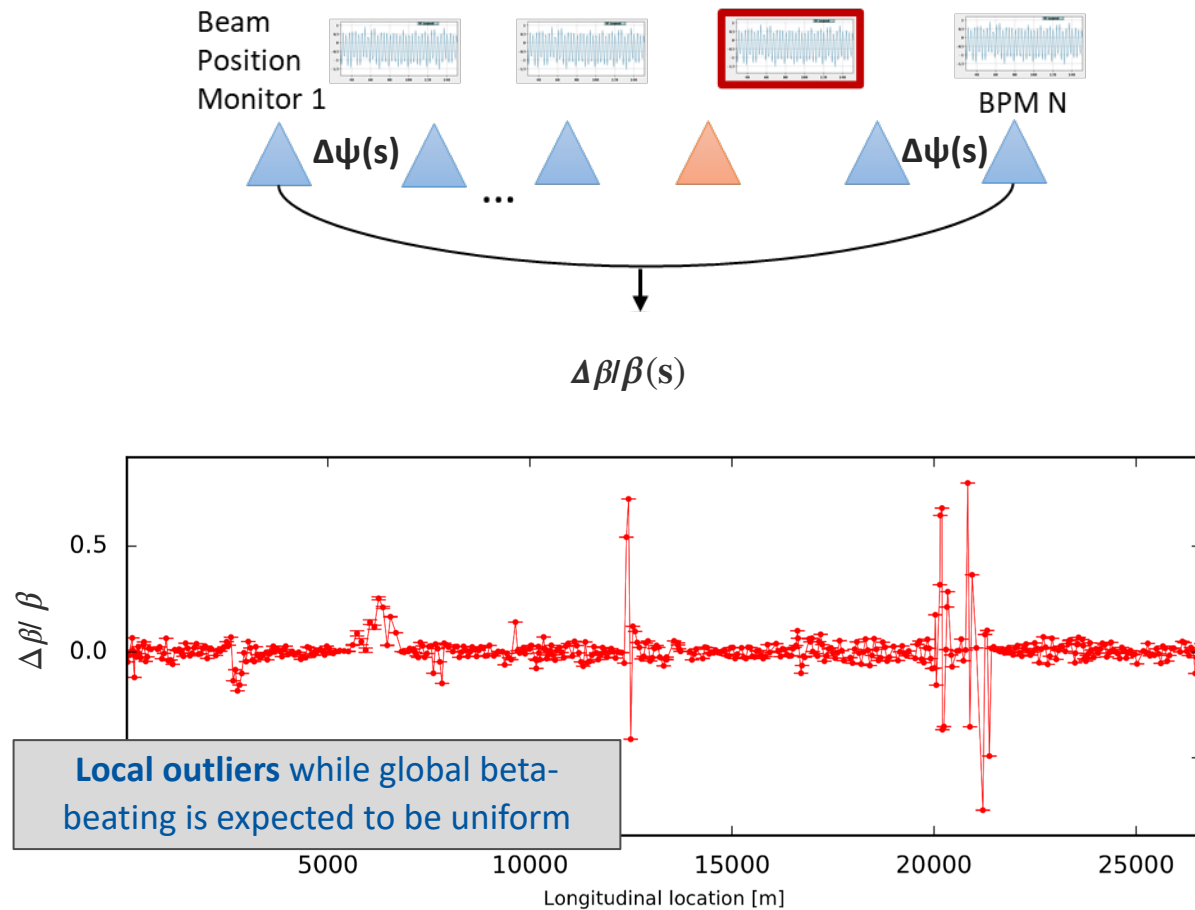 Beam
Position
Monitor 1
BPM N
Δψ(s)
Δψ(s)
...
Δβ/β(s)
0.5
0.0
Δβ/ β
Local outliers while global beta-
beating is expected to be uniform
5000
10000
15000
20000
25000
Longitudinal location [m]